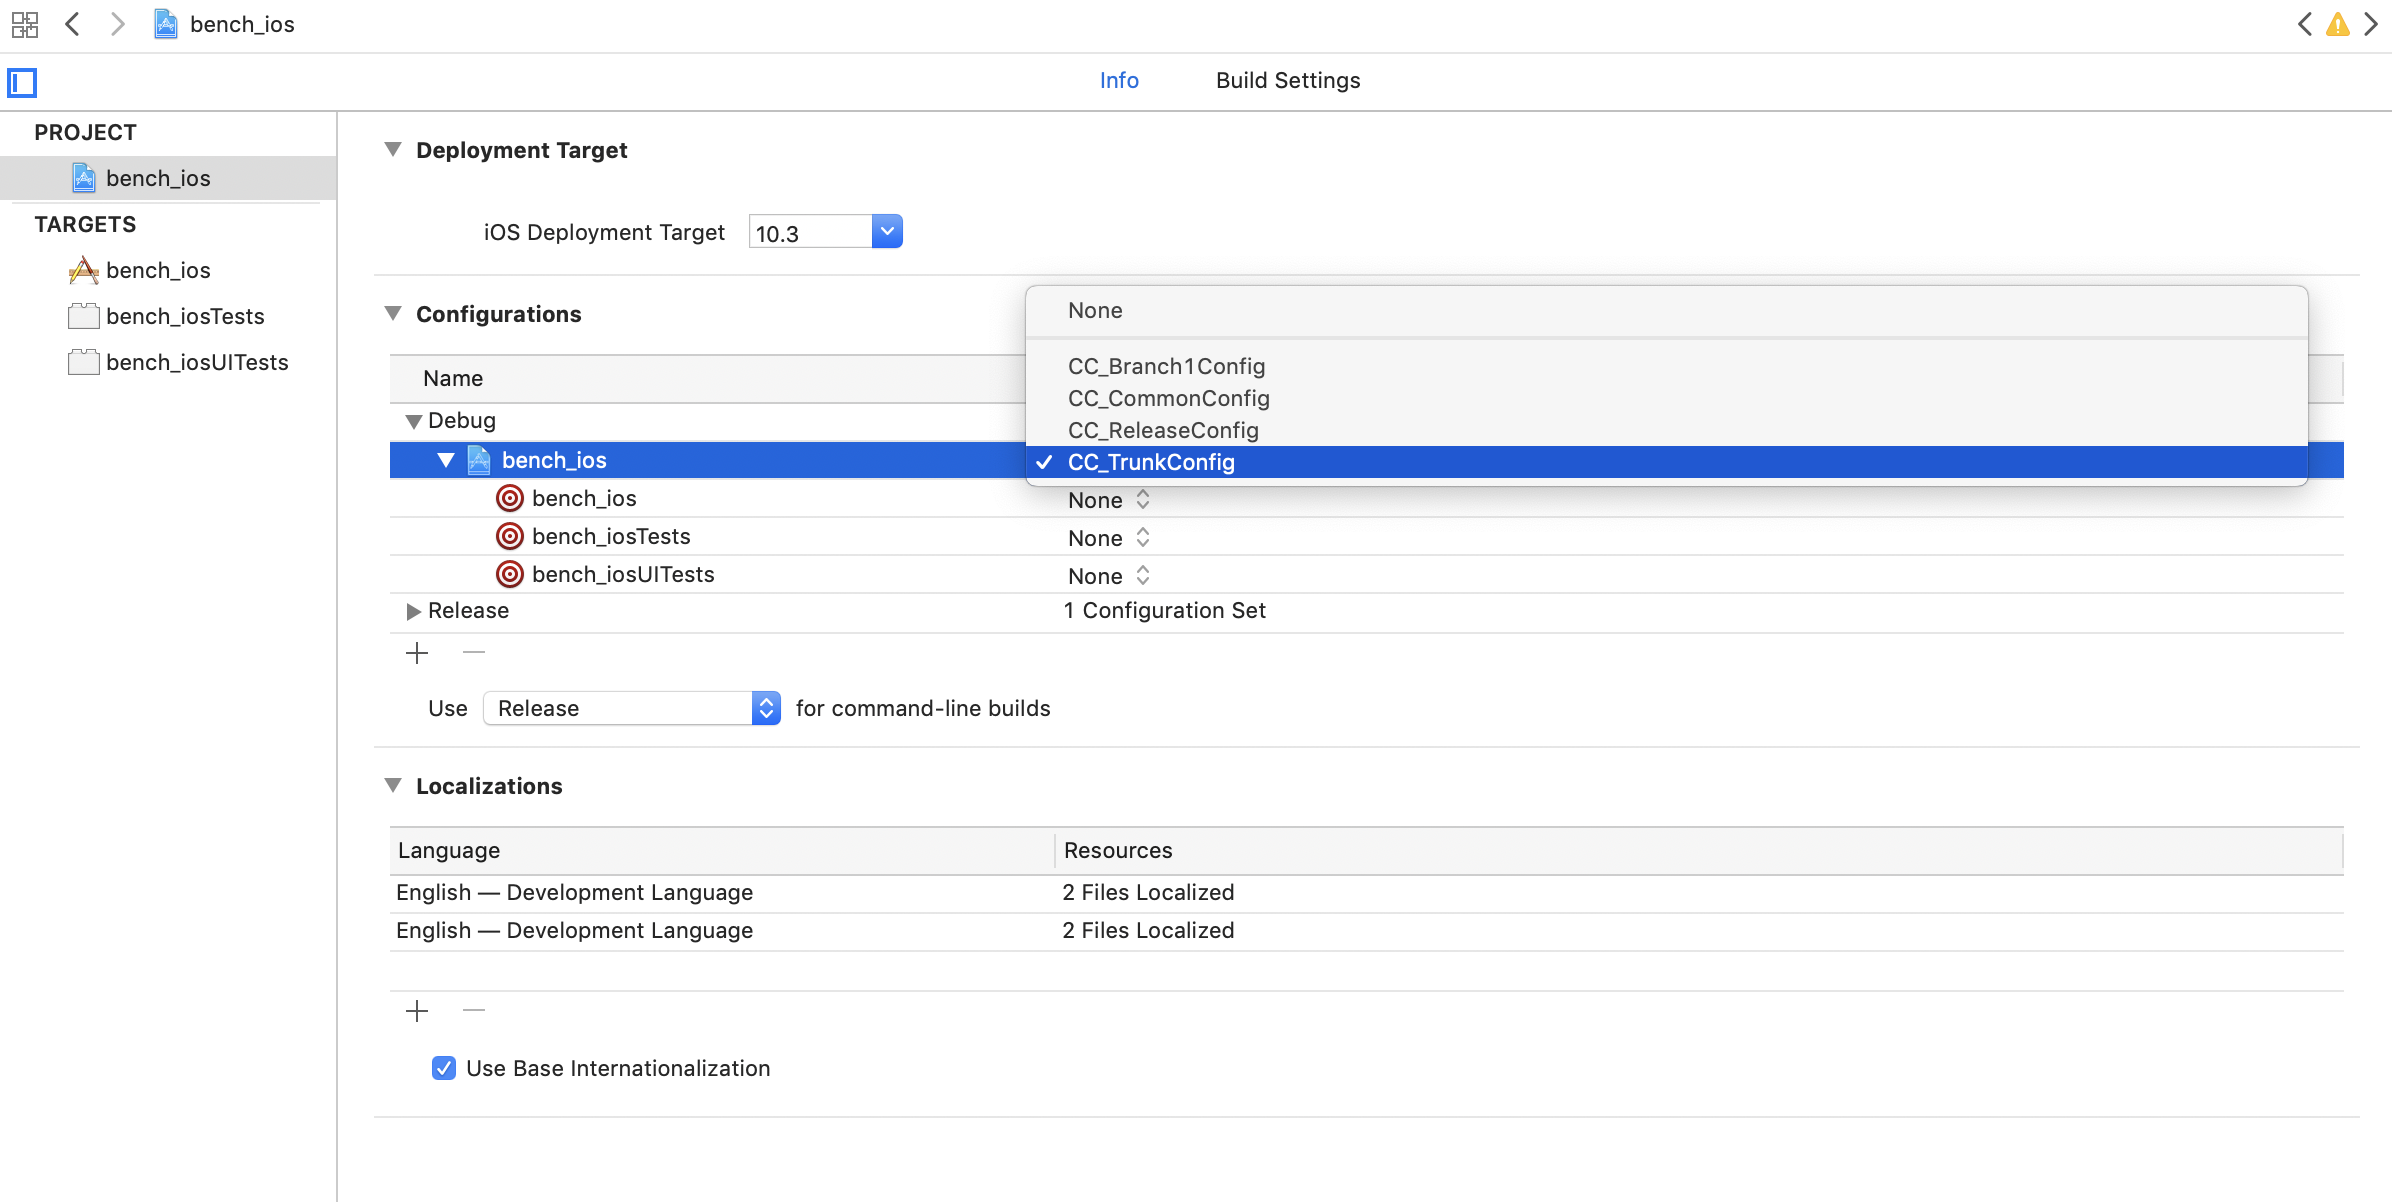 bench_ios
Info Build Settings
PROJECT
bench_ios
TARGETS
bench_ios
bench_iosTests
bench_iosUITests
Deployment Target
iOS Deployment Target 10.3
Configurations
Name
Debug
bench_ios
None
CC_Branch1Config
CC_CommonConfig
CC_ReleaseConfig
CC_TrunkConfig
bench_ios None
bench_iosTests None
bench_iosUITests None
Release 1 Configuration Set
Use Release for command-line builds
Localizations
Language Resources
English — Development Language 2 Files Localized
English — Development Language 2 Files Localized
Use Base Internationalization